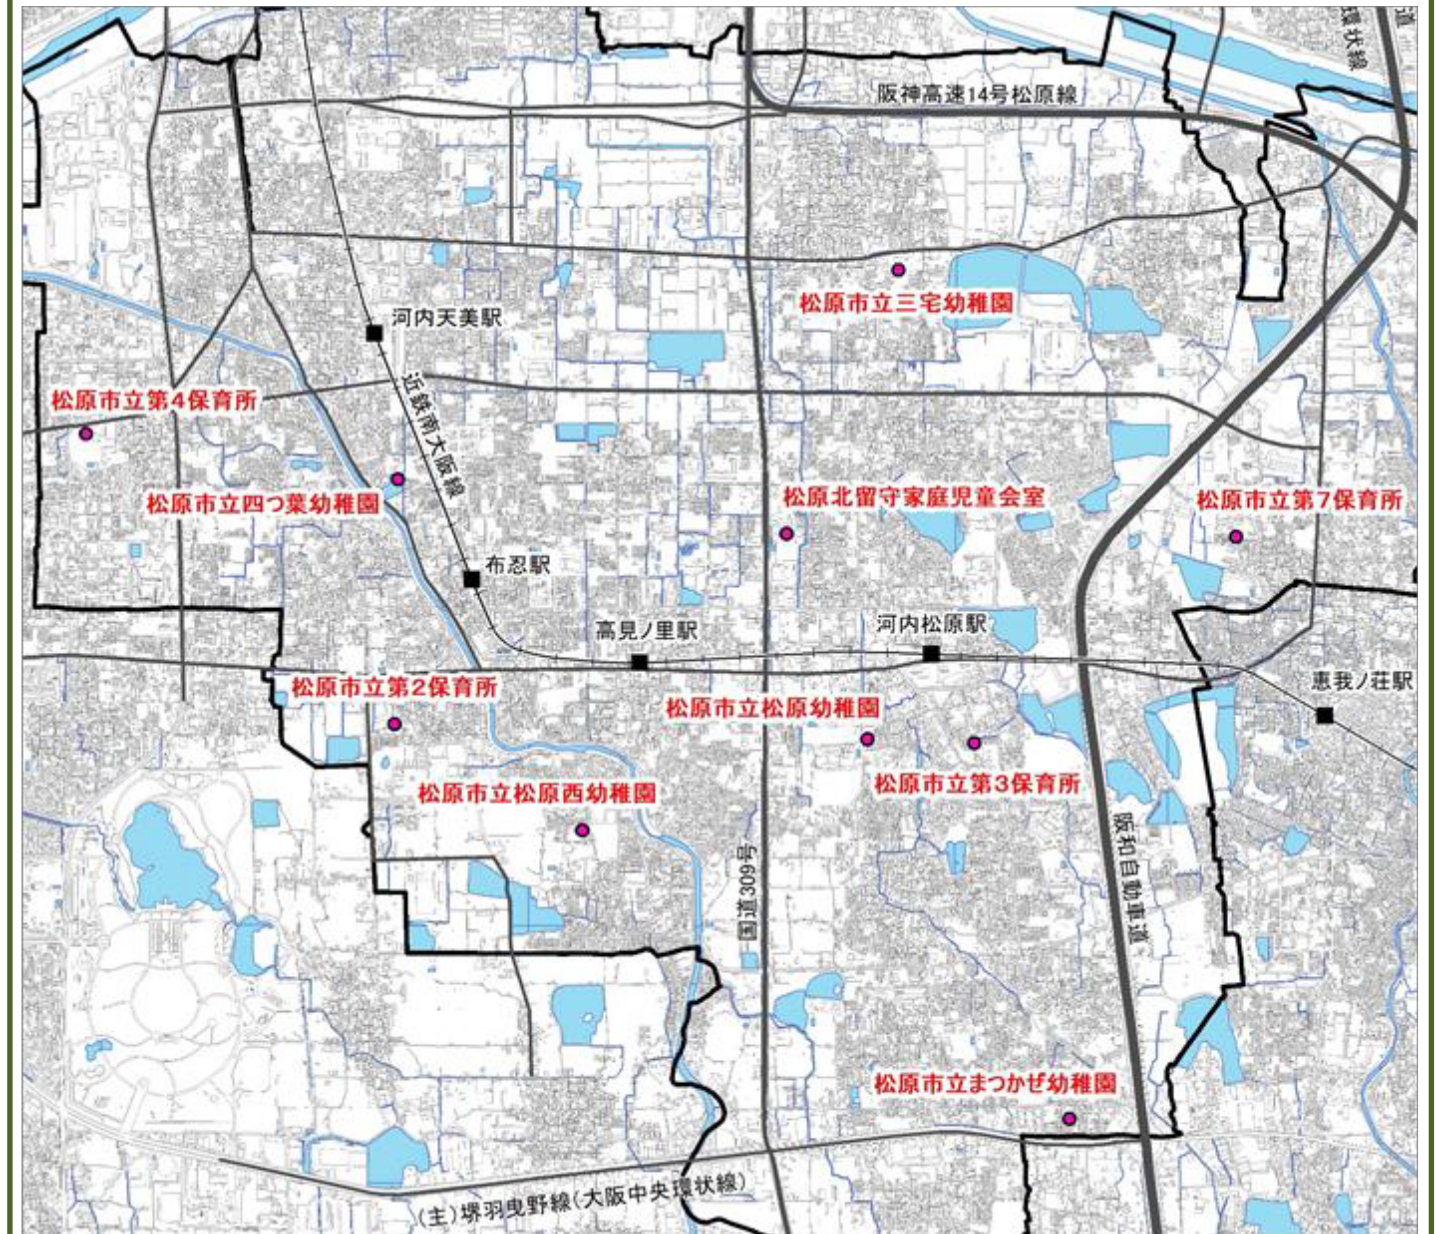 道
環状線
阪神高速14号松原線
松原市立三宅幼稚園
河内天美駅
近鉄南大阪線
松原市立第4保育所
松原市立四つ葉幼稚園
松原北留守家庭児童会室
松原市立第7保育所
布忍駅
高見ノ里駅
河内松原駅
恵我ノ荘駅
松原市立第2保育所
松原市立松原幼稚園
松原市立第3保育所
松原市立松原西幼稚園
国道309号
阪和自動車道
松原市立まつかぜ幼稚園
(主)堺羽曳野線(大阪中央環状線)